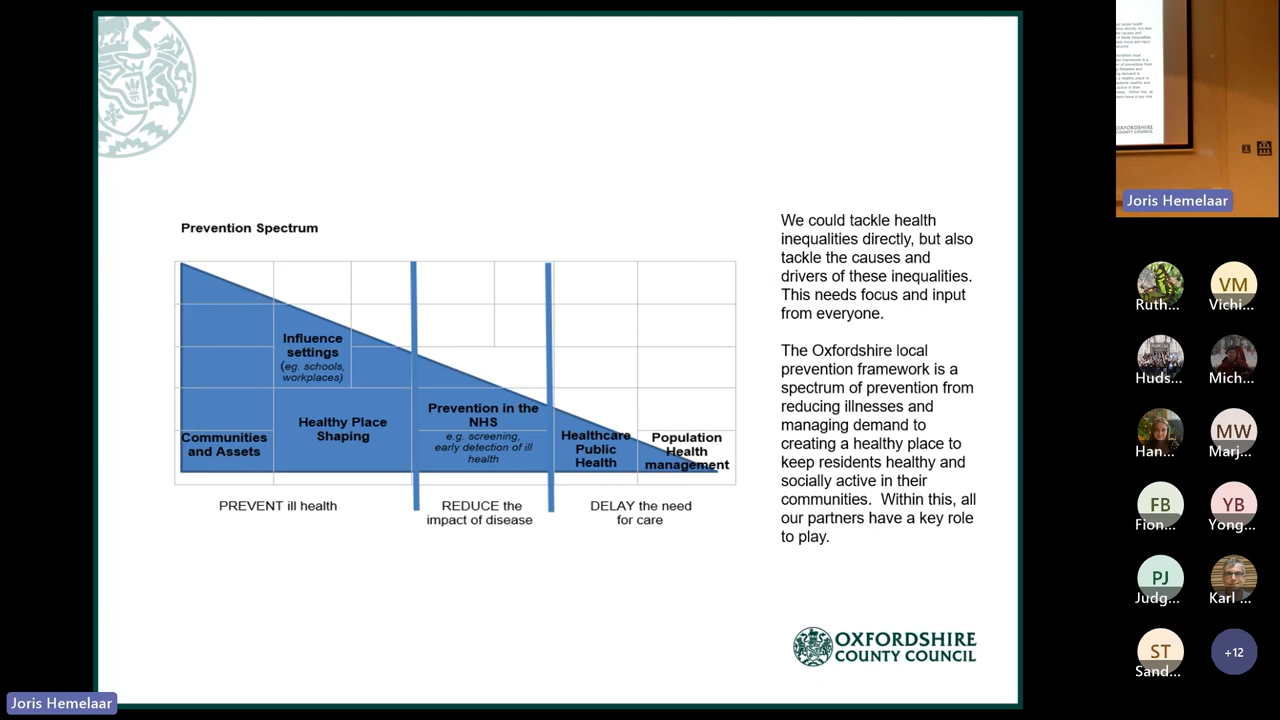 Prevention Spectrum
Influence
settings
(eg. schools,
workplaces)
Healthy Place
Shaping
Communities
and Assets
Prevention in the
NHS
e.g. screening,
early detection of ill
health
Healthcare
Public
Health
Population
Health
management
PREVENT ill health
REDUCE the
impact of disease
DELAY the need
for care
We could tackle health
inequalities directly, but also
tackle the causes and
drivers of these inequalities.
This needs focus and input
from everyone.
The Oxfordshire local
prevention framework is a
spectrum of prevention from
reducing illnesses and
managing demand to
creating a healthy place to
keep residents healthy and
socially active in their
communities. Within this, all
our partners have a key role
to play.
OXFORDSHIRE
COUNTY COUNCIL
Joris Hemelaar
OXFORDSHIRE
COUNTY COUNCIL
Joris Hemelaar
Ruth...
VM
Vichi...
Huds...
Mich...
Han...
MW
Marj...
FB
Fion...
YB
Yong...
PJ
Judg...
Karl ...
ST
Sand...
+12